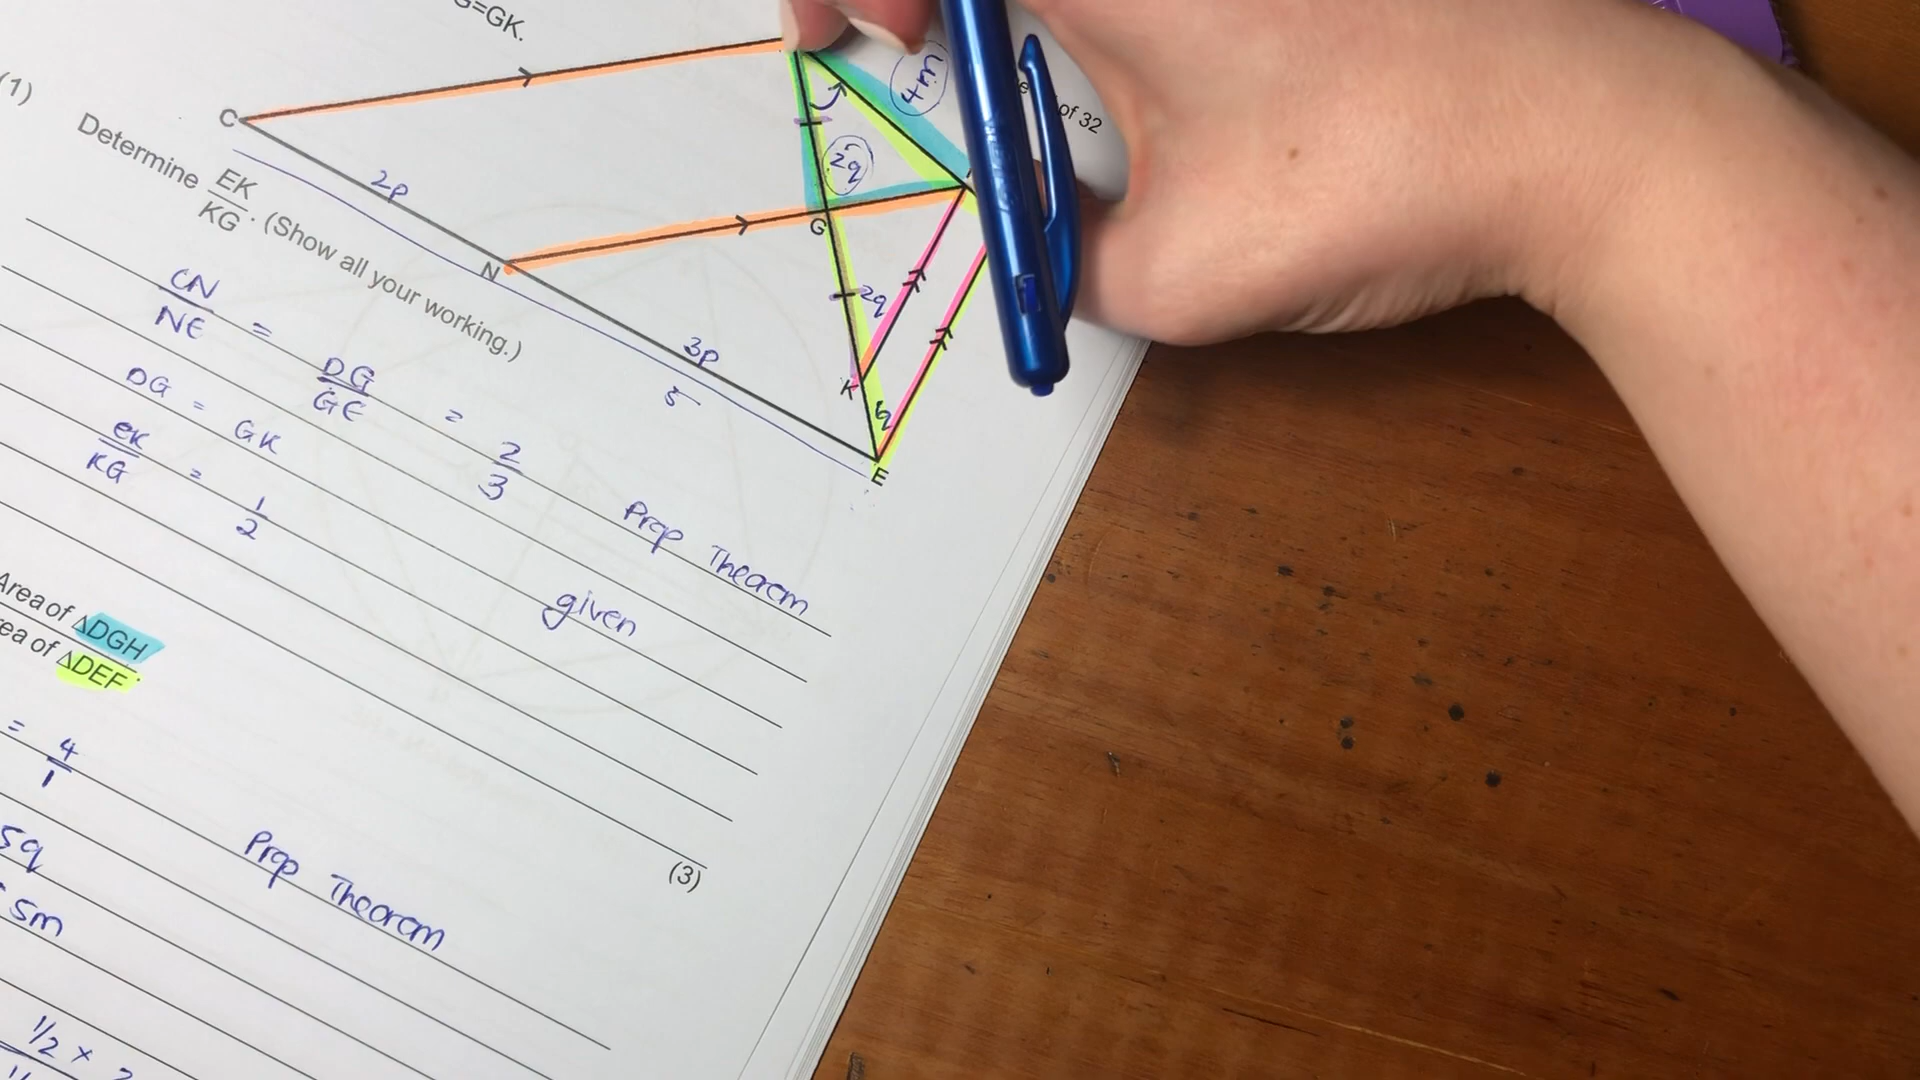 =GK.
(1)
of 32
C
4m
2q
2p
G
N
2q
3p
5
K
q
E
Determine EK/KG. (Show all your working.)
CN/NE = DG/GE = 2/3 Prop Theorem
DG = GK given
EK/KG = 1/2
(3)
Area of ΔDGH
ea of ΔDEF
= 4/1 Prop Theorem
5q
5m
1/2 ×